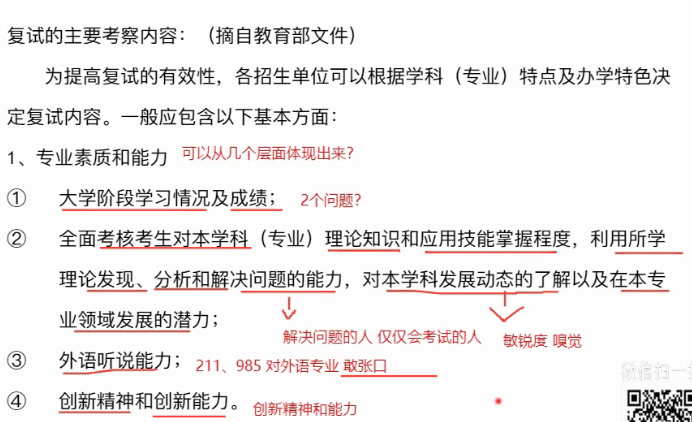 复试的主要考察内容：（摘自教育部文件）
为提高复试的有效性，各招生单位可以根据学科（专业）特点及办学特色决
定复试内容。一般应包含以下基本方面：
1、专业素质和能力 可以从几个层面体现出来？
① 大学阶段学习情况及成绩； 2个问题？
② 全面考核考生对本学科（专业）理论知识和应用技能掌握程度，利用所学
理论发现、分析和解决问题的能力，对本学科发展动态的了解以及在本专
业领域发展的潜力；
解决问题的人 仅仅会考试的人 敏锐度 嗅觉
③ 外语听说能力； 211、985 对外语专业 敢张口
微信扫一
④ 创新精神和创新能力。 创新精神和能力